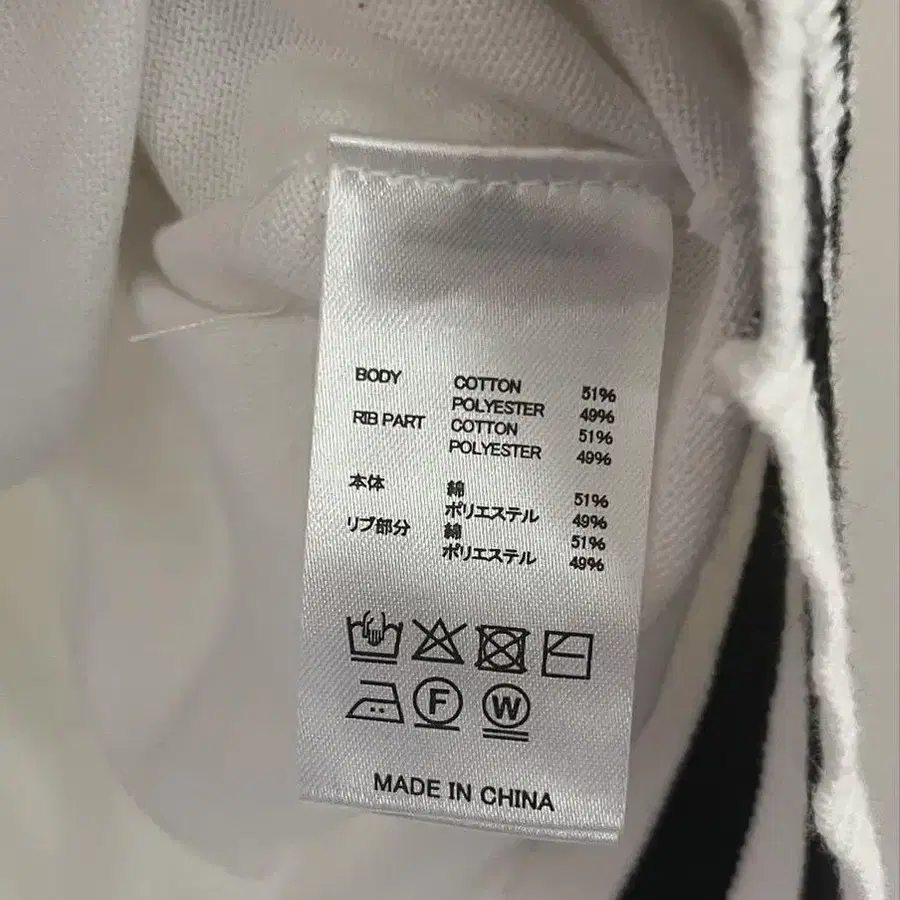 BODY COTTON 51%
POLYESTER 49%
RIB PART COTTON 51%
POLYESTER 49%
本体 綿 51%
ポリエステル 49%
リブ部分 綿 51%
ポリエステル 49%
F W
MADE IN CHINA